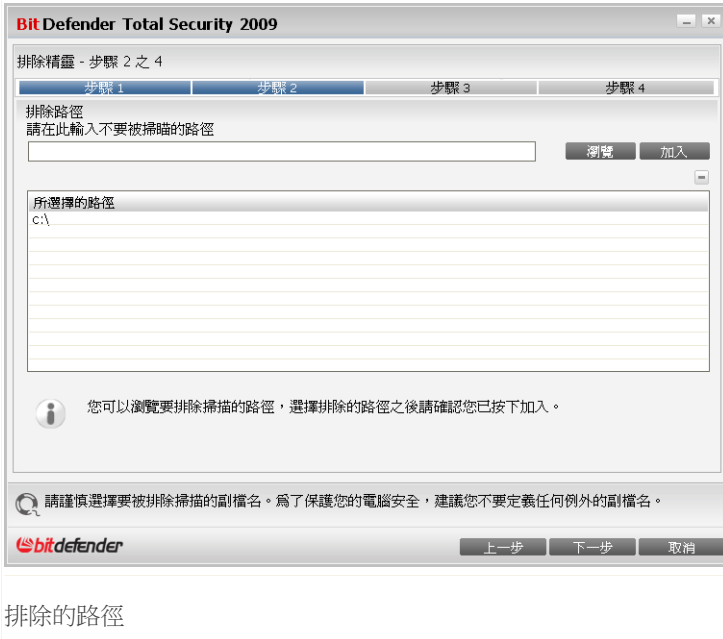 BitDefender Total Security 2009
排除精靈 - 步驟 2 之 4
步驟 1 步驟 2 步驟 3 步驟 4
排除路徑
請在此輸入不要被掃瞄的路徑
瀏覽 加入
所選擇的路徑
c:\
您可以瀏覽要排除掃描的路徑，選擇排除的路徑之後請確認您已按下加入。
請謹慎選擇要被排除掃描的副檔名。爲了保護您的電腦安全，建議您不要定義任何例外的副檔名。
bitdefender 上一步 下一步 取消
排除的路徑